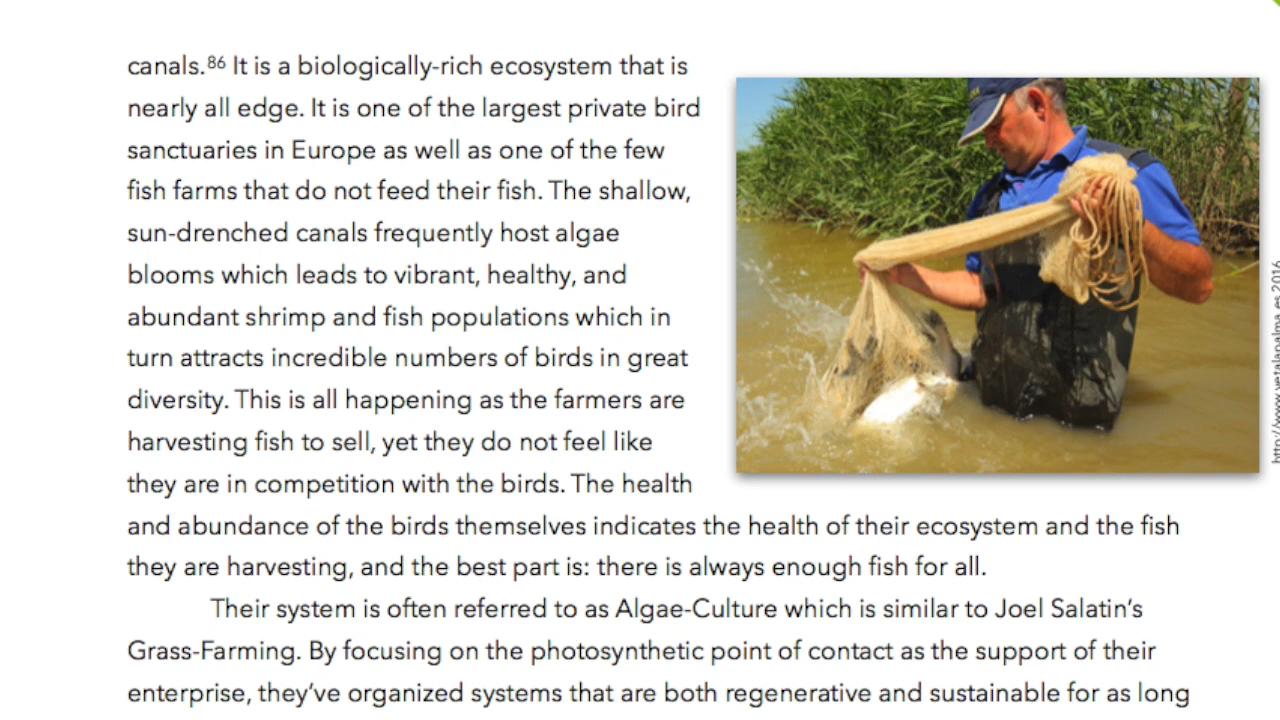 canals.⁸⁶ It is a biologically-rich ecosystem that is
nearly all edge. It is one of the largest private bird
sanctuaries in Europe as well as one of the few
fish farms that do not feed their fish. The shallow,
sun-drenched canals frequently host algae
blooms which leads to vibrant, healthy, and
abundant shrimp and fish populations which in
turn attracts incredible numbers of birds in great
diversity. This is all happening as the farmers are
harvesting fish to sell, yet they do not feel like
they are in competition with the birds. The health
and abundance of the birds themselves indicates the health of their ecosystem and the fish
they are harvesting, and the best part is: there is always enough fish for all.
Their system is often referred to as Algae-Culture which is similar to Joel Salatin's
Grass-Farming. By focusing on the photosynthetic point of contact as the support of their
enterprise, they've organized systems that are both regenerative and sustainable for as long
http://www.vetalapalma.es 2016